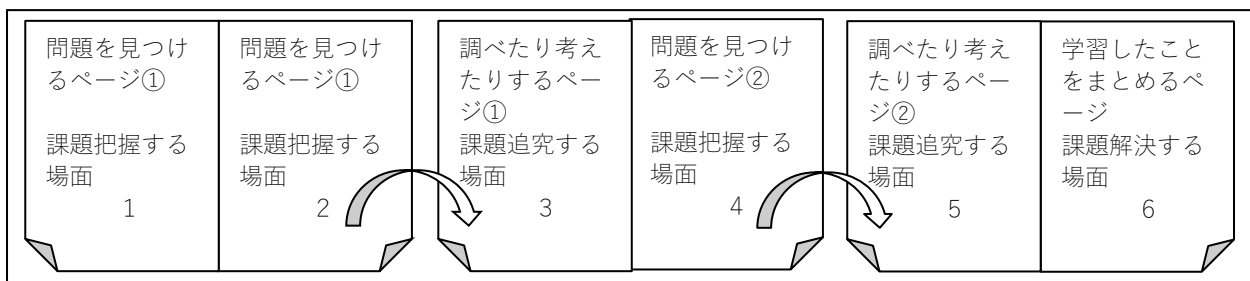 問題を見つけ
るページ①
課題把握する
場面
1
問題を見つけ
るページ①
課題把握する
場面
2
調べたり考え
たりするペー
ジ①
課題追究する
場面
3
問題を見つけ
るページ②
課題把握する
場面
4
調べたり考え
たりするペー
ジ②
課題追究する
場面
5
学習したこと
をまとめるペ
ージ
課題解決する
場面
6